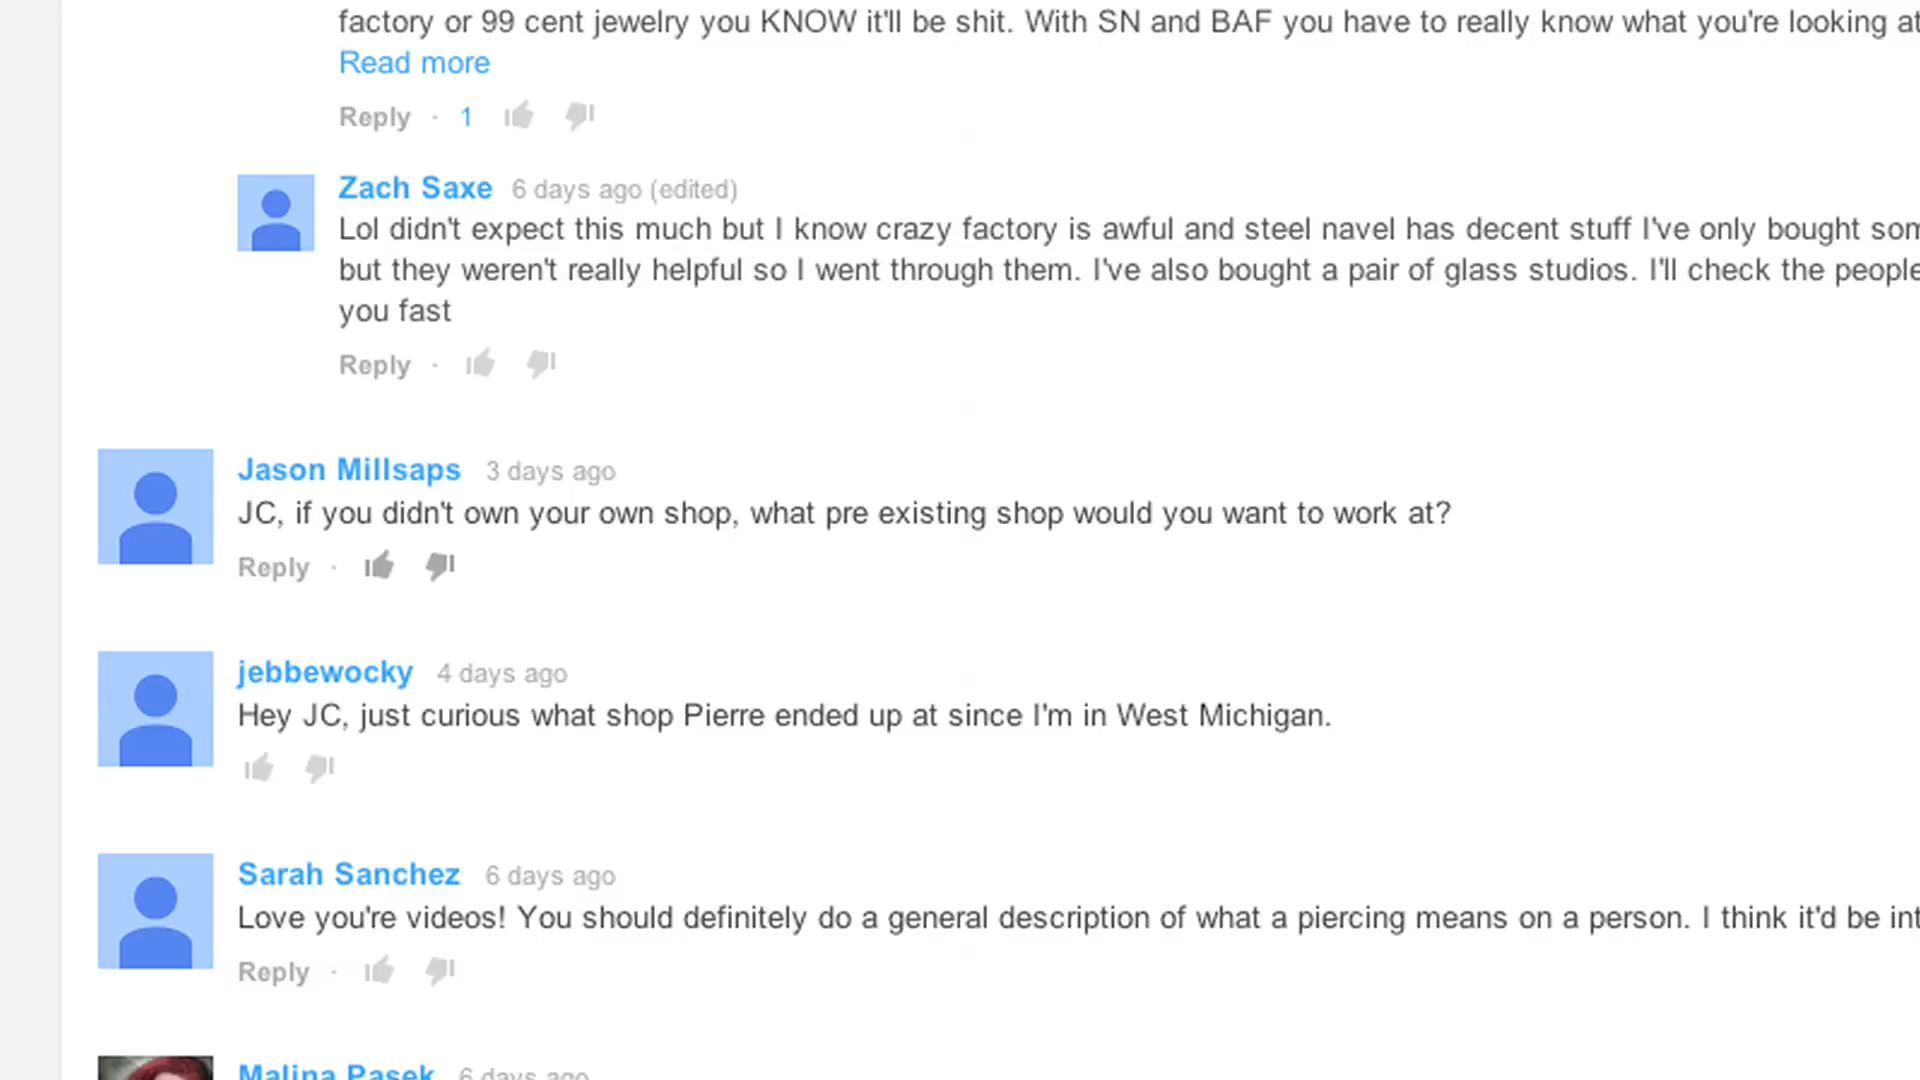 factory or 99 cent jewelry you KNOW it'll be shit. With SN and BAF you have to really know what you're looking at
Read more
Reply · 1
Zach Saxe 6 days ago (edited)
Lol didn't expect this much but I know crazy factory is awful and steel navel has decent stuff I've only bought som
but they weren't really helpful so I went through them. I've also bought a pair of glass studios. I'll check the people
you fast
Reply ·
Jason Millsaps 3 days ago
JC, if you didn't own your own shop, what pre existing shop would you want to work at?
Reply ·
jebbewocky 4 days ago
Hey JC, just curious what shop Pierre ended up at since I'm in West Michigan.
Sarah Sanchez 6 days ago
Love you're videos! You should definitely do a general description of what a piercing means on a person. I think it'd be int
Reply ·
Malina Pasek 6 days ago